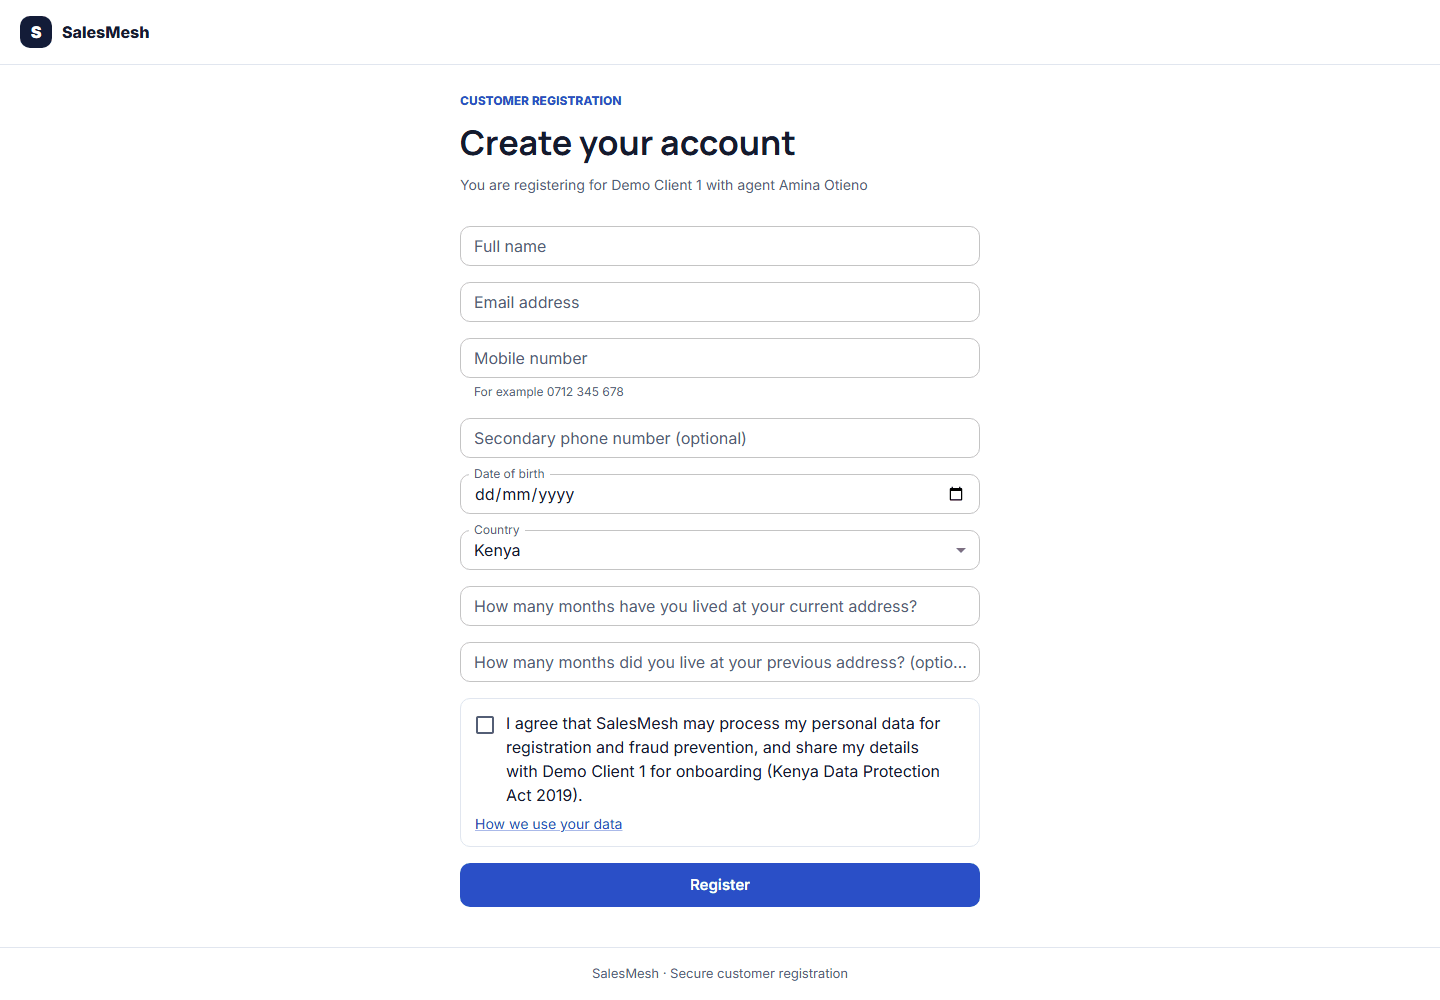 S SalesMesh
CUSTOMER REGISTRATION
Create your account
You are registering for Demo Client 1 with agent Amina Otieno
Full name
Email address
Mobile number
For example 0712 345 678
Secondary phone number (optional)
Date of birth
dd/mm/yyyy
Country
Kenya
How many months have you lived at your current address?
How many months did you live at your previous address? (optio...
I agree that SalesMesh may process my personal data for
registration and fraud prevention, and share my details
with Demo Client 1 for onboarding (Kenya Data Protection
Act 2019).
How we use your data
Register
SalesMesh · Secure customer registration